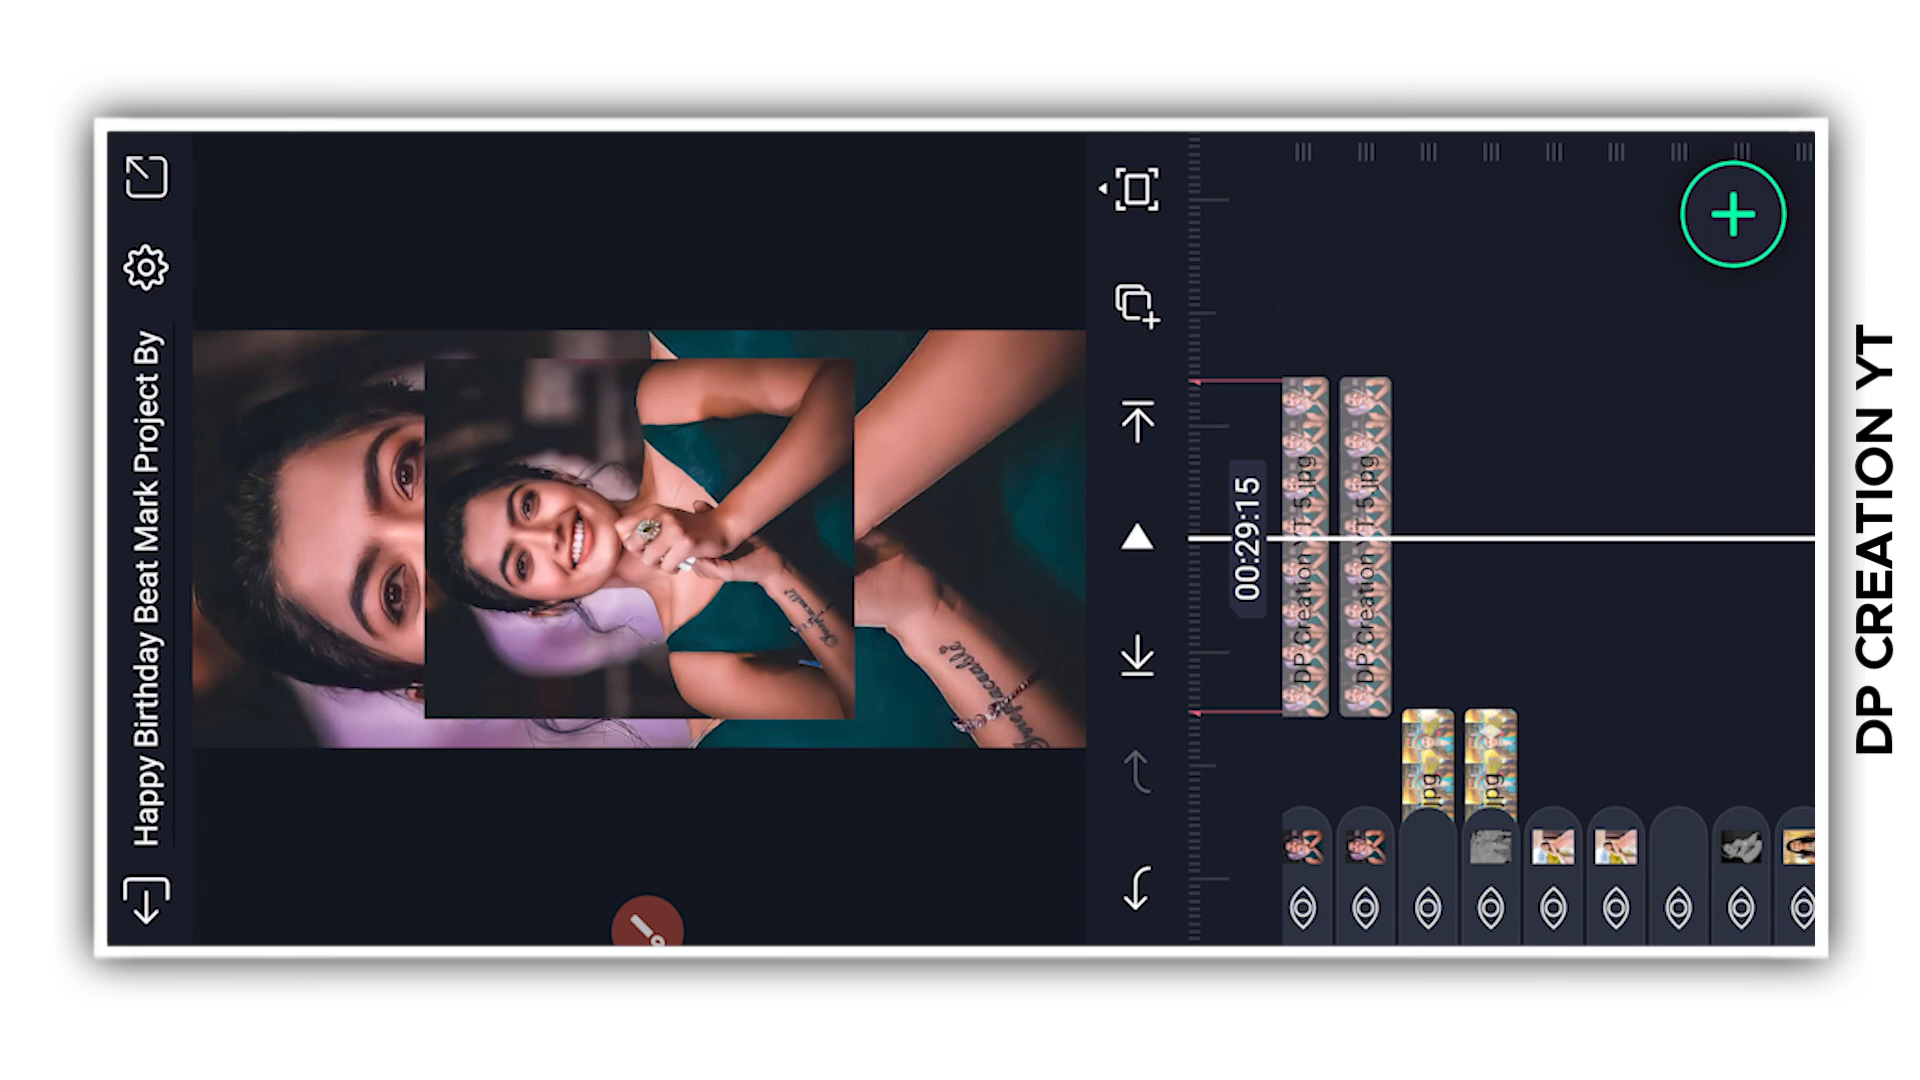 Happy Birthday Beat Mark Project By
00:29:15
DP Creation YT 5.jpg
DP Creation YT 5.jpg
jpg
jpg
DP CREATION YT